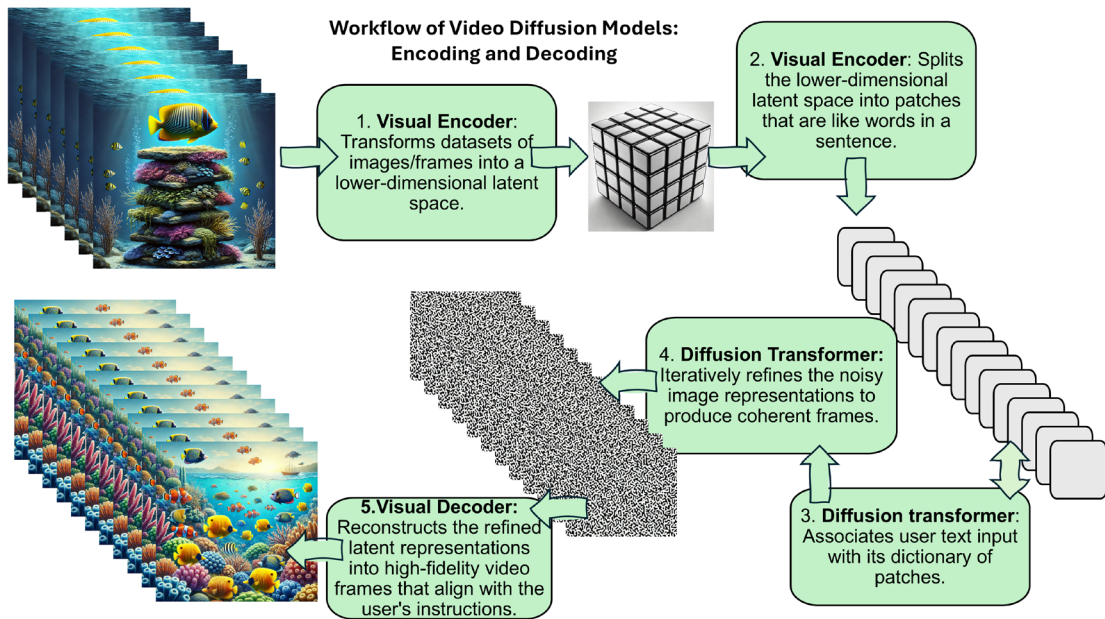 Workflow of Video Diffusion Models:
Encoding and Decoding
1. Visual Encoder:
Transforms datasets of
images/frames into a
lower-dimensional latent
space.
2. Visual Encoder: Splits
the lower-dimensional
latent space into patches
that are like words in a
sentence.
3. Diffusion transformer:
Associates user text input
with its dictionary of
patches.
4. Diffusion Transformer:
Iteratively refines the noisy
image representations to
produce coherent frames.
5.Visual Decoder:
Reconstructs the refined
latent representations
into high-fidelity video
frames that align with the
user's instructions.